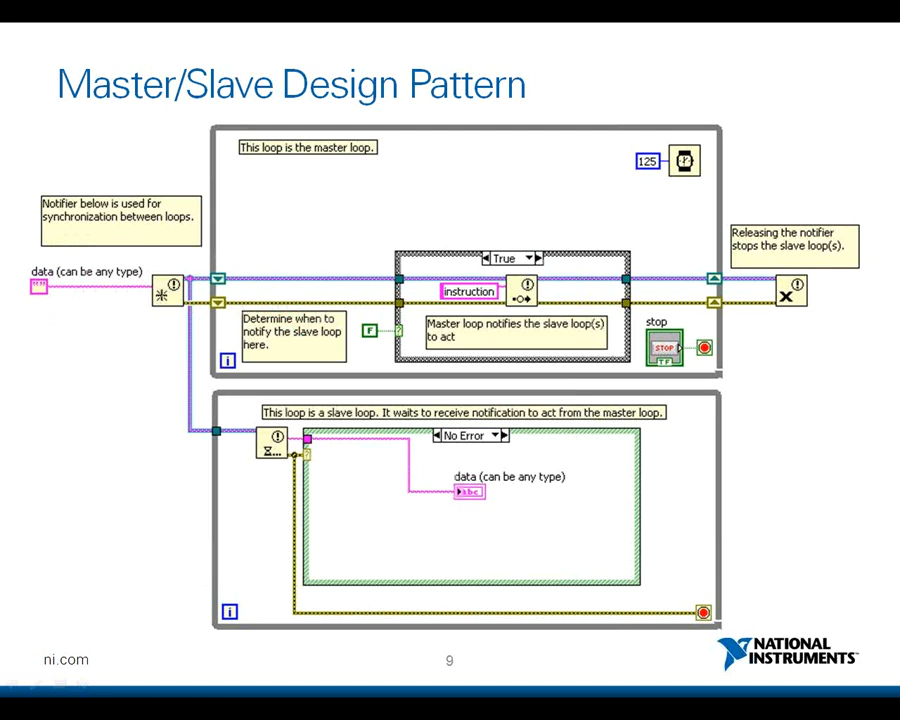 Master/Slave Design Pattern
This loop is the master loop.
125
Notifier below is used for
synchronization between loops.
Releasing the notifier
stops the slave loop(s).
True
data (can be any type)
instruction
Determine when to
notify the slave loop
here.
F
Master loop notifies the slave loop(s)
to act
stop
STOP
TF
i
This loop is a slave loop. It waits to receive notification to act from the master loop.
No Error
data (can be any type)
abc
i
ni.com
9
NATIONAL
INSTRUMENTS™